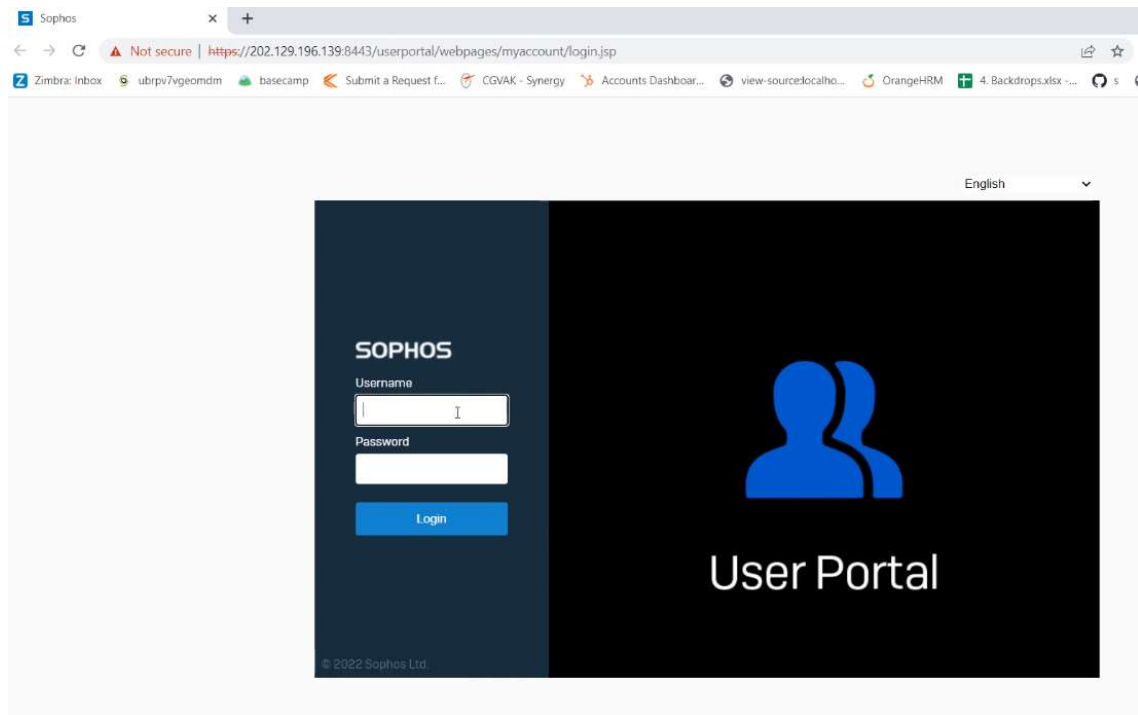 Sophos
Not secure | https://202.129.196.139:8443/userportal/webpages/myaccount/login.jsp
Zimbra: Inbox ubrpv7vgeomdm basecamp Submit a Request f... CGVAK - Synergy Accounts Dashboar... view-source:localho... OrangeHRM 4. Backdrops.xlsx -... s
English
SOPHOS
Username
Password
Login
User Portal
© 2022 Sophos Ltd.